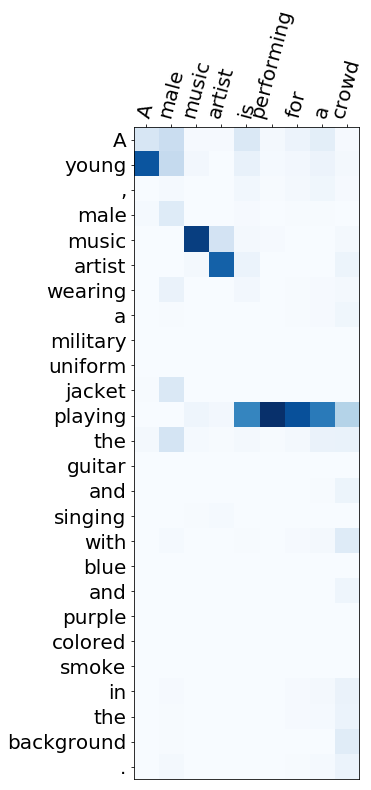 A male music artist is performing for a crowd
A
young
,
male
music
artist
wearing
a
military
uniform
jacket
playing
the
guitar
and
singing
with
blue
and
purple
colored
smoke
in
the
background
.